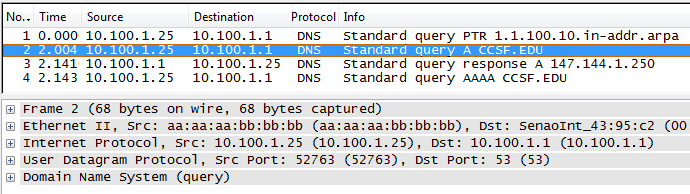 No.. Time Source Destination Protocol Info
1 0.000 10.100.1.25 10.100.1.1 DNS Standard query PTR 1.1.100.10.in-addr.arpa
2 2.004 10.100.1.25 10.100.1.1 DNS Standard query A CCSF.EDU
3 2.141 10.100.1.1 10.100.1.25 DNS Standard query response A 147.144.1.250
4 2.143 10.100.1.25 10.100.1.1 DNS Standard query AAAA CCSF.EDU
Frame 2 (68 bytes on wire, 68 bytes captured)
Ethernet II, Src: aa:aa:aa:bb:bb:bb (aa:aa:aa:bb:bb:bb), Dst: SenaoInt_43:95:c2 (00
Internet Protocol, Src: 10.100.1.25 (10.100.1.25), Dst: 10.100.1.1 (10.100.1.1)
User Datagram Protocol, Src Port: 52763 (52763), Dst Port: 53 (53)
Domain Name System (query)